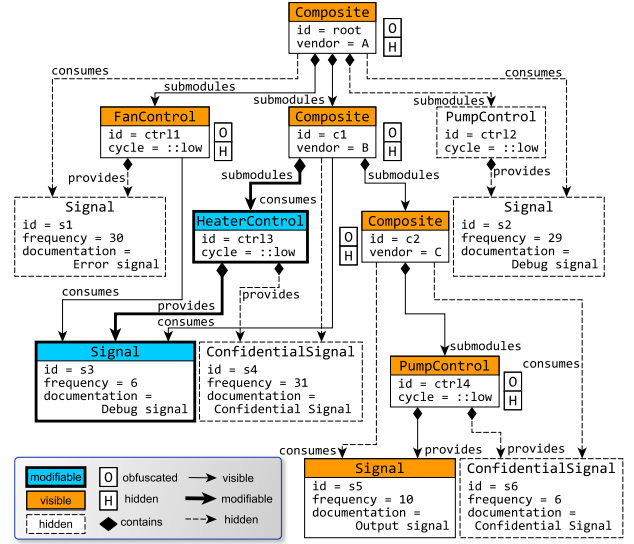 Composite
id = root
vendor = A
O
H
consumes
consumes
submodules
submodules
submodules
FanControl
id = ctrl1
cycle = ::low
O
H
Composite
id = c1
vendor = B
O
H
PumpControl
id = ctrl2
cycle = ::low
provides
submodules
submodules
provides
consumes
Signal
id = s1
frequency = 30
documentation =
Error signal
HeaterControl
id = ctrl3
cycle = ::low
O
H
Composite
id = c2
vendor = C
Signal
id = s2
frequency = 29
documentation =
Debug signal
consumes
provides
provides
consumes
Signal
id = s3
frequency = 6
documentation =
Debug signal
ConfidentialSignal
id = s4
frequency = 31
documentation =
Confidential Signal
submodules
consumes
PumpControl
id = ctrl4
cycle = ::low
O
H
consumes
provides
provides
Signal
id = s5
frequency = 10
documentation =
Output signal
ConfidentialSignal
id = s6
frequency = 6
documentation =
Confidential Signal
modifiable
O
obfuscated
visible
visible
H
hidden
modifiable
hidden
contains
hidden